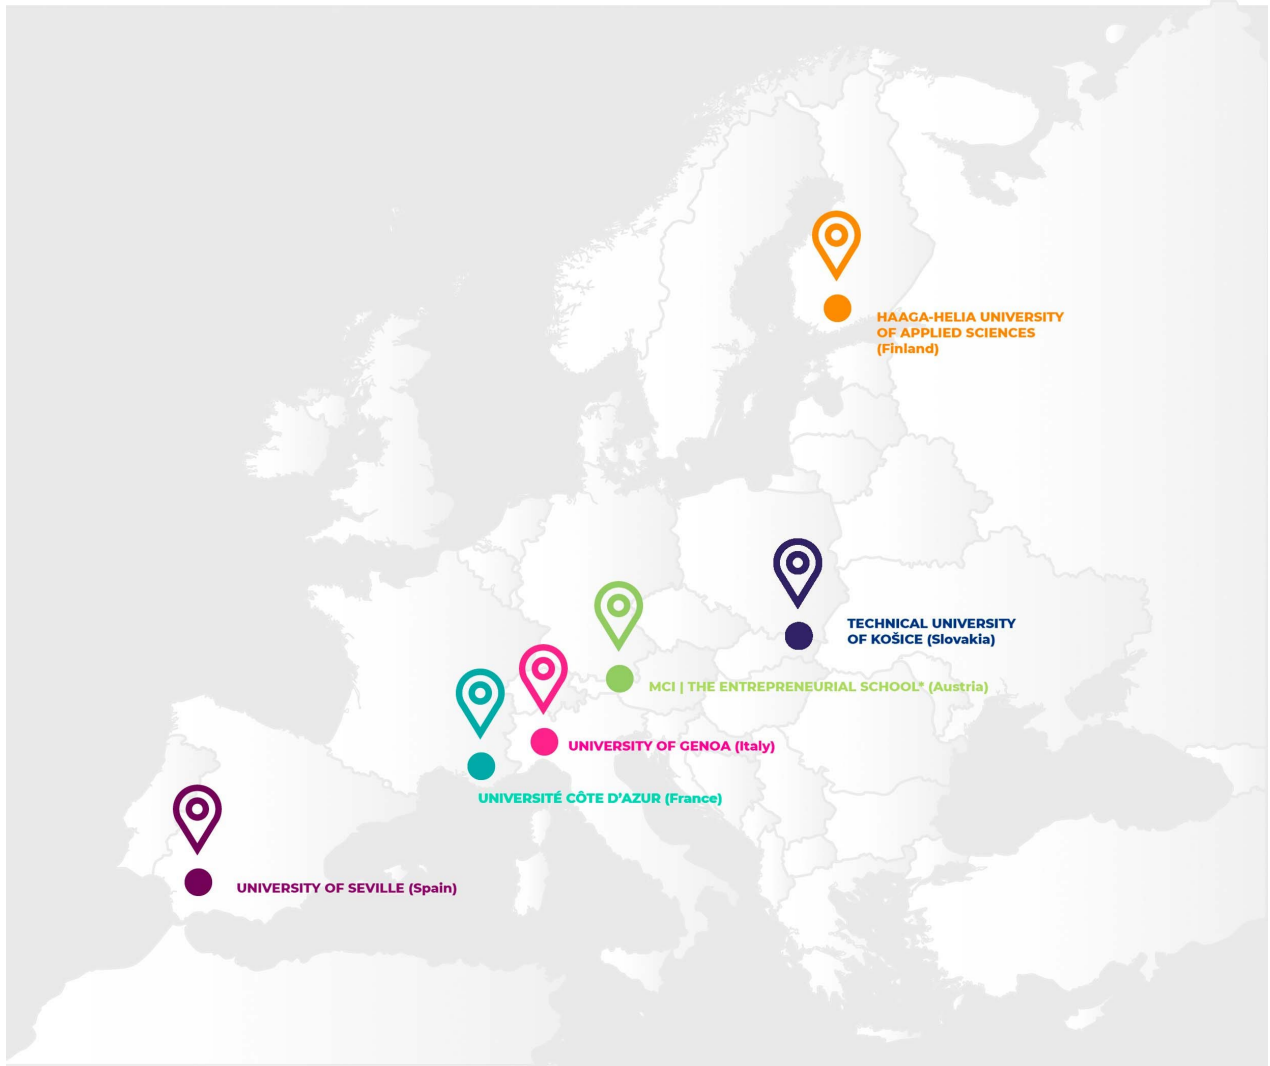 HAAGA-HELIA UNIVERSITY
OF APPLIED SCIENCES
(Finland)
TECHNICAL UNIVERSITY
OF KOŠICE (Slovakia)
MCI | THE ENTREPRENEURIAL SCHOOL® (Austria)
UNIVERSITY OF GENOA (Italy)
UNIVERSITÉ CÔTE D'AZUR (France)
UNIVERSITY OF SEVILLE (Spain)